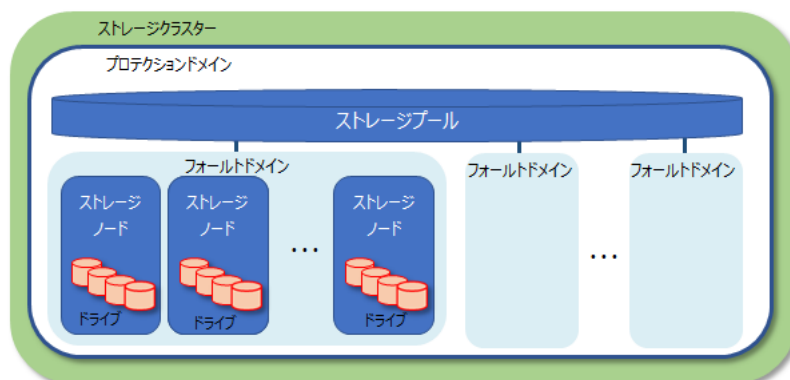 ストレージクラスター
プロテクションドメイン
ストレージプール
フォールトドメイン
フォールトドメイン
フォールトドメイン
ストレージ
ノード
ドライブ
ストレージ
ノード
ドライブ
...
ストレージ
ノード
ドライブ
...